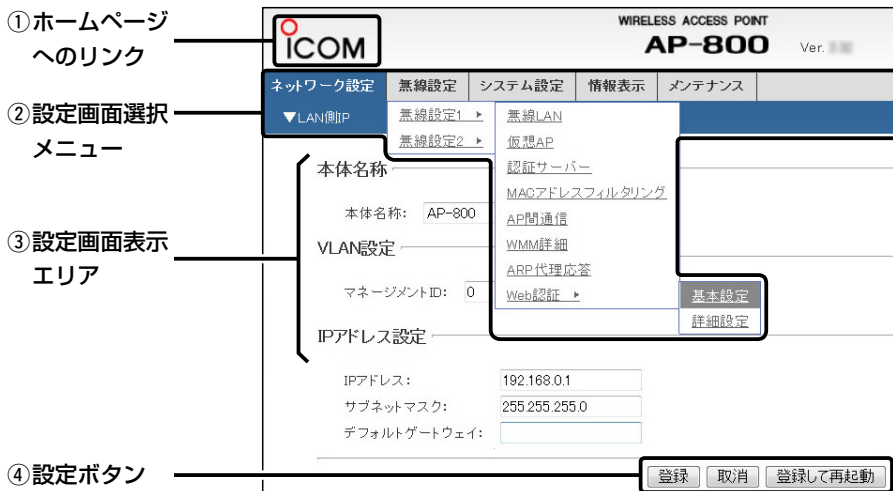 ①ホームページ
へのリンク
ICOM
WIRELESS ACCESS POINT
AP-800
Ver.
ネットワーク設定 無線設定 システム設定 情報表示 メンテナンス
②設定画面選択
メニュー
▼LAN側IP
無線設定1 ▸
無線設定2 ▸
無線LAN
仮想AP
認証サーバー
MACアドレスフィルタリング
AP間通信
WMM詳細
ARP代理応答
Web認証 ▸
基本設定
詳細設定
③設定画面表示
エリア
本体名称
本体名称: AP-800
VLAN設定
マネージメントID: 0
IPアドレス設定
IPアドレス: 192.168.0.1
サブネットマスク: 255.255.255.0
デフォルトゲートウェイ:
④設定ボタン
登録 取消 登録して再起動